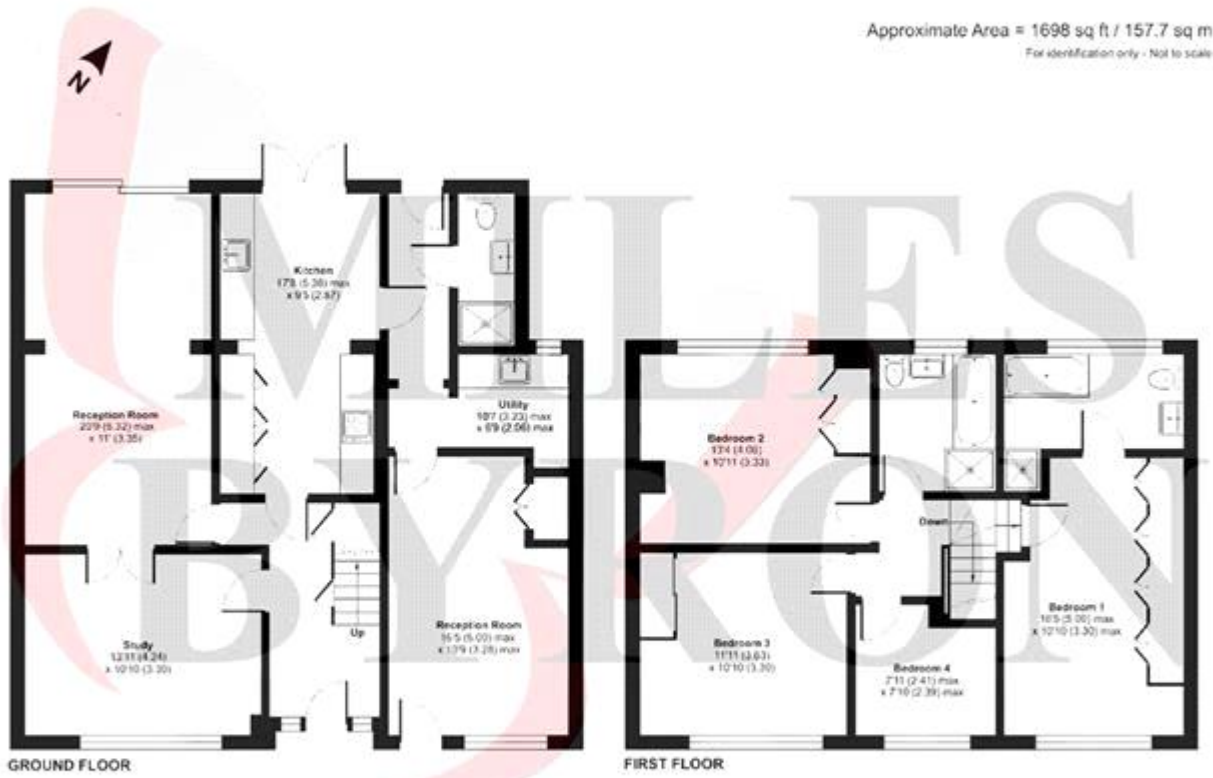 Approximate Area = 1698 sq ft / 157.7 sq m
For identification only - Not to scale
N
MILES
BYRON
Kitchen
17'8 (5.38) max
x 9'5 (2.87)
Reception Room
20'9 (6.32) max
x 11' (3.35)
Utility
10'7 (3.23) max
x 6'9 (2.06) max
Study
13'11 (4.24)
x 10'10 (3.30)
Up
Reception Room
16'5 (5.00) max
x 10'9 (3.28) max
GROUND FLOOR
Bedroom 2
13'4 (4.06)
x 10'11 (3.33)
Down
Bedroom 1
16'5 (5.00) max
x 10'10 (3.30) max
Bedroom 3
11'11 (3.63)
x 10'10 (3.30)
Bedroom 4
7'11 (2.41) max
x 7'10 (2.39) max
FIRST FLOOR